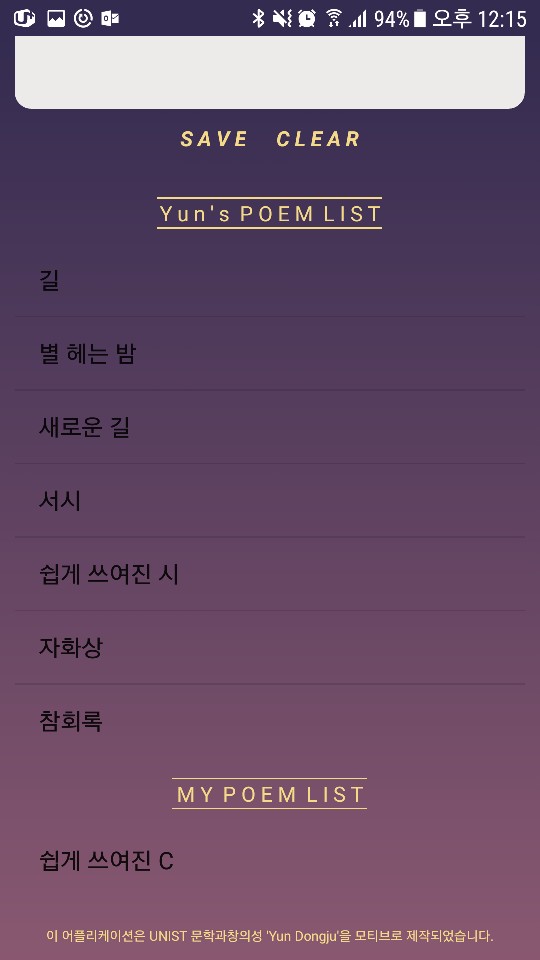 94% 오후 12:15
SAVE CLEAR
Yun's POEM LIST
길
별 헤는 밤
새로운 길
서시
쉽게 쓰여진 시
자화상
참회록
MY POEM LIST
쉽게 쓰여진 C
이 어플리케이션은 UNIST 문학과창의성 'Yun Dongju'을 모티브로 제작되었습니다.